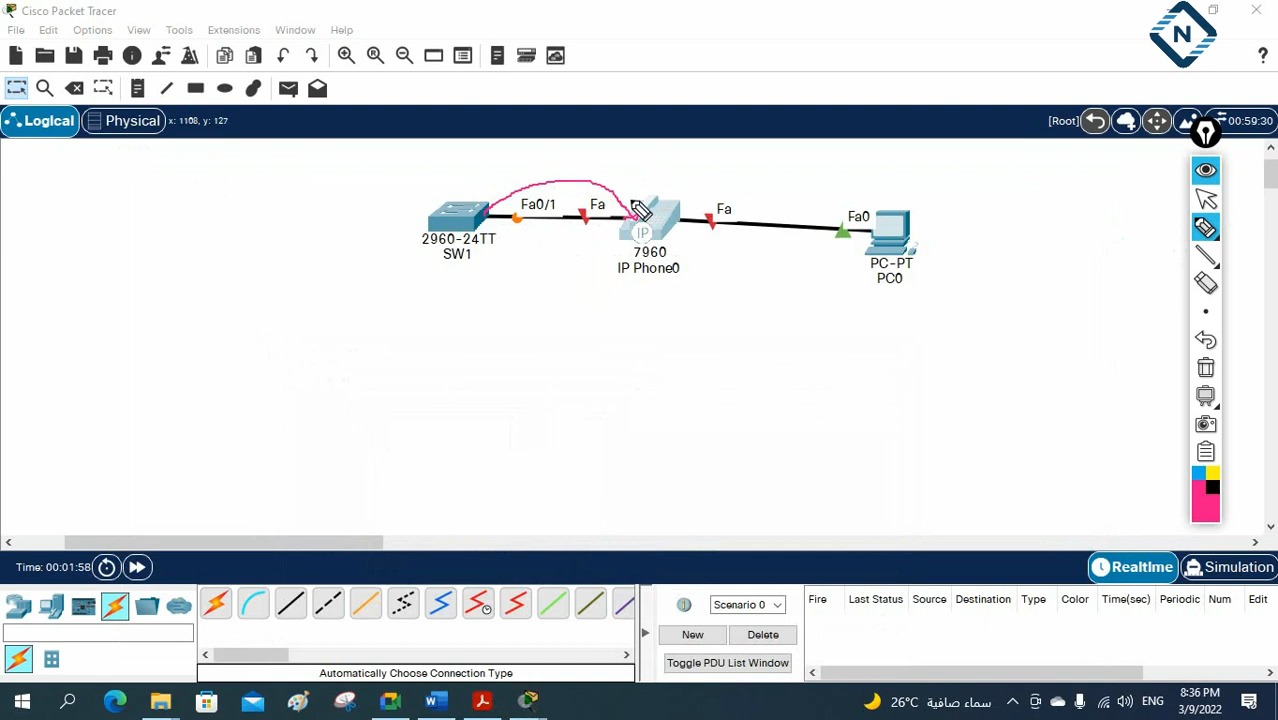 Cisco Packet Tracer
N
File Edit Options View Tools Extensions Window Help
Logical Physical x: 1108, y: 127 [Root] 00:59:30
Fa0/1 Fa Fa Fa0
IP
2960-24TT
SW1
7960
IP Phone0
PC-PT
PC0
Time: 00:01:58 Realtime Simulation
Scenario 0
New Delete
Toggle PDU List Window
Fire Last Status Source Destination Type Color Time(sec) Periodic Num Edit
Automatically Choose Connection Type
26°C سماء صافية ENG
8:36 PM
3/9/2022